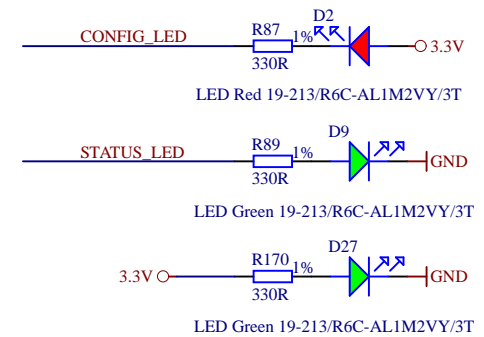 D2
R87
CONFIG_LED
1%
3.3V
330R
LED Red 19-213/R6C-AL1M2VY/3T
D9
R89
STATUS_LED
1%
GND
330R
LED Green 19-213/R6C-AL1M2VY/3T
D27
R170
3.3V
1%
GND
330R
LED Green 19-213/R6C-AL1M2VY/3T